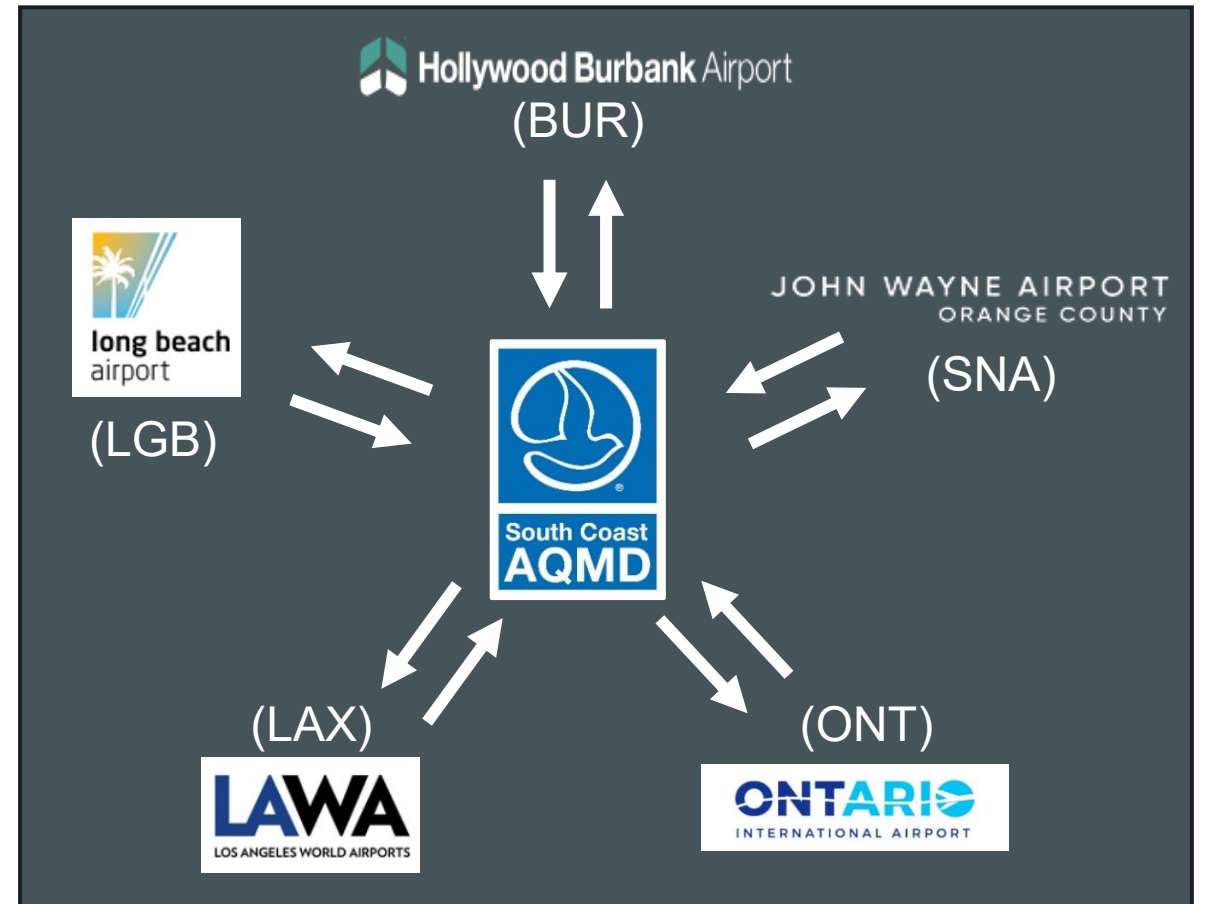 Hollywood Burbank Airport
(BUR)
long beach
airport
(LGB)
JOHN WAYNE AIRPORT
ORANGE COUNTY
(SNA)
®
South Coast
AQMD
(LAX)
LAWA
LOS ANGELES WORLD AIRPORTS
(ONT)
ONTARIO
INTERNATIONAL AIRPORT